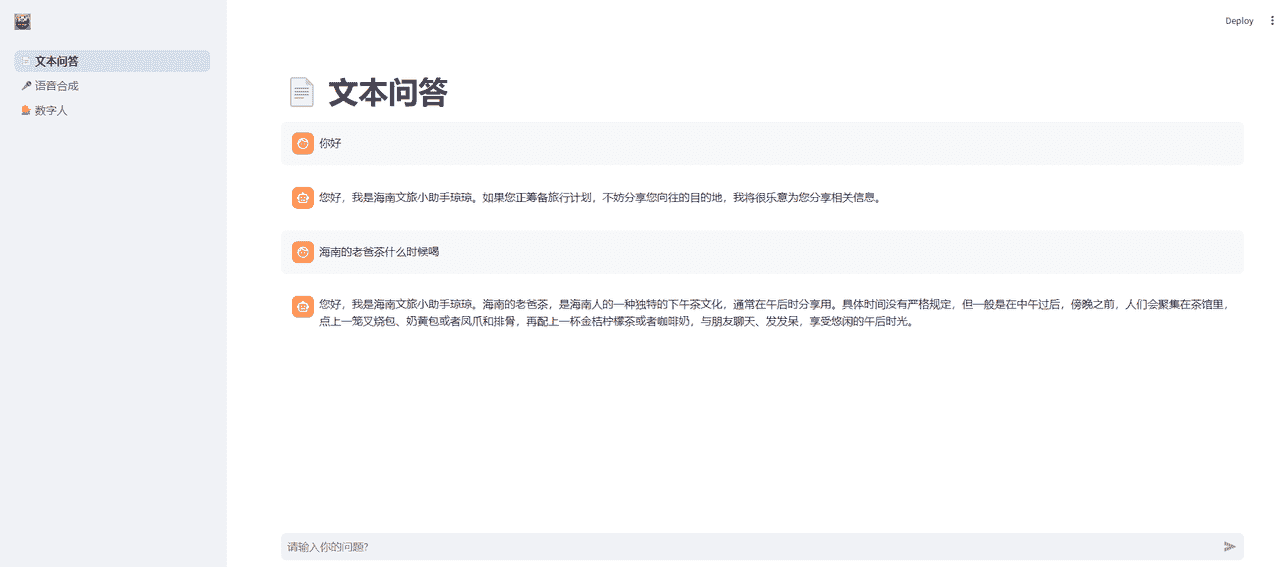 Deploy
文本问答
语音合成
数字人
文本问答
你好
您好，我是海南文旅小助手琼琼。如果您正筹备旅行计划，不妨分享您向往的目的地，我将很乐意为您分享相关信息。
海南的老爸茶什么时候喝
您好，我是海南文旅小助手琼琼。海南的老爸茶，是海南人的一种独特的下午茶文化，通常在午后时分享用。具体时间没有严格规定，但一般是在中午过后，傍晚之前，人们会聚集在茶馆里，
点上一笼叉烧包、奶黄包或者凤爪和排骨，再配上一杯金桔柠檬茶或者咖啡奶，与朋友聊天、发发呆，享受悠闲的午后时光。
请输入你的问题?